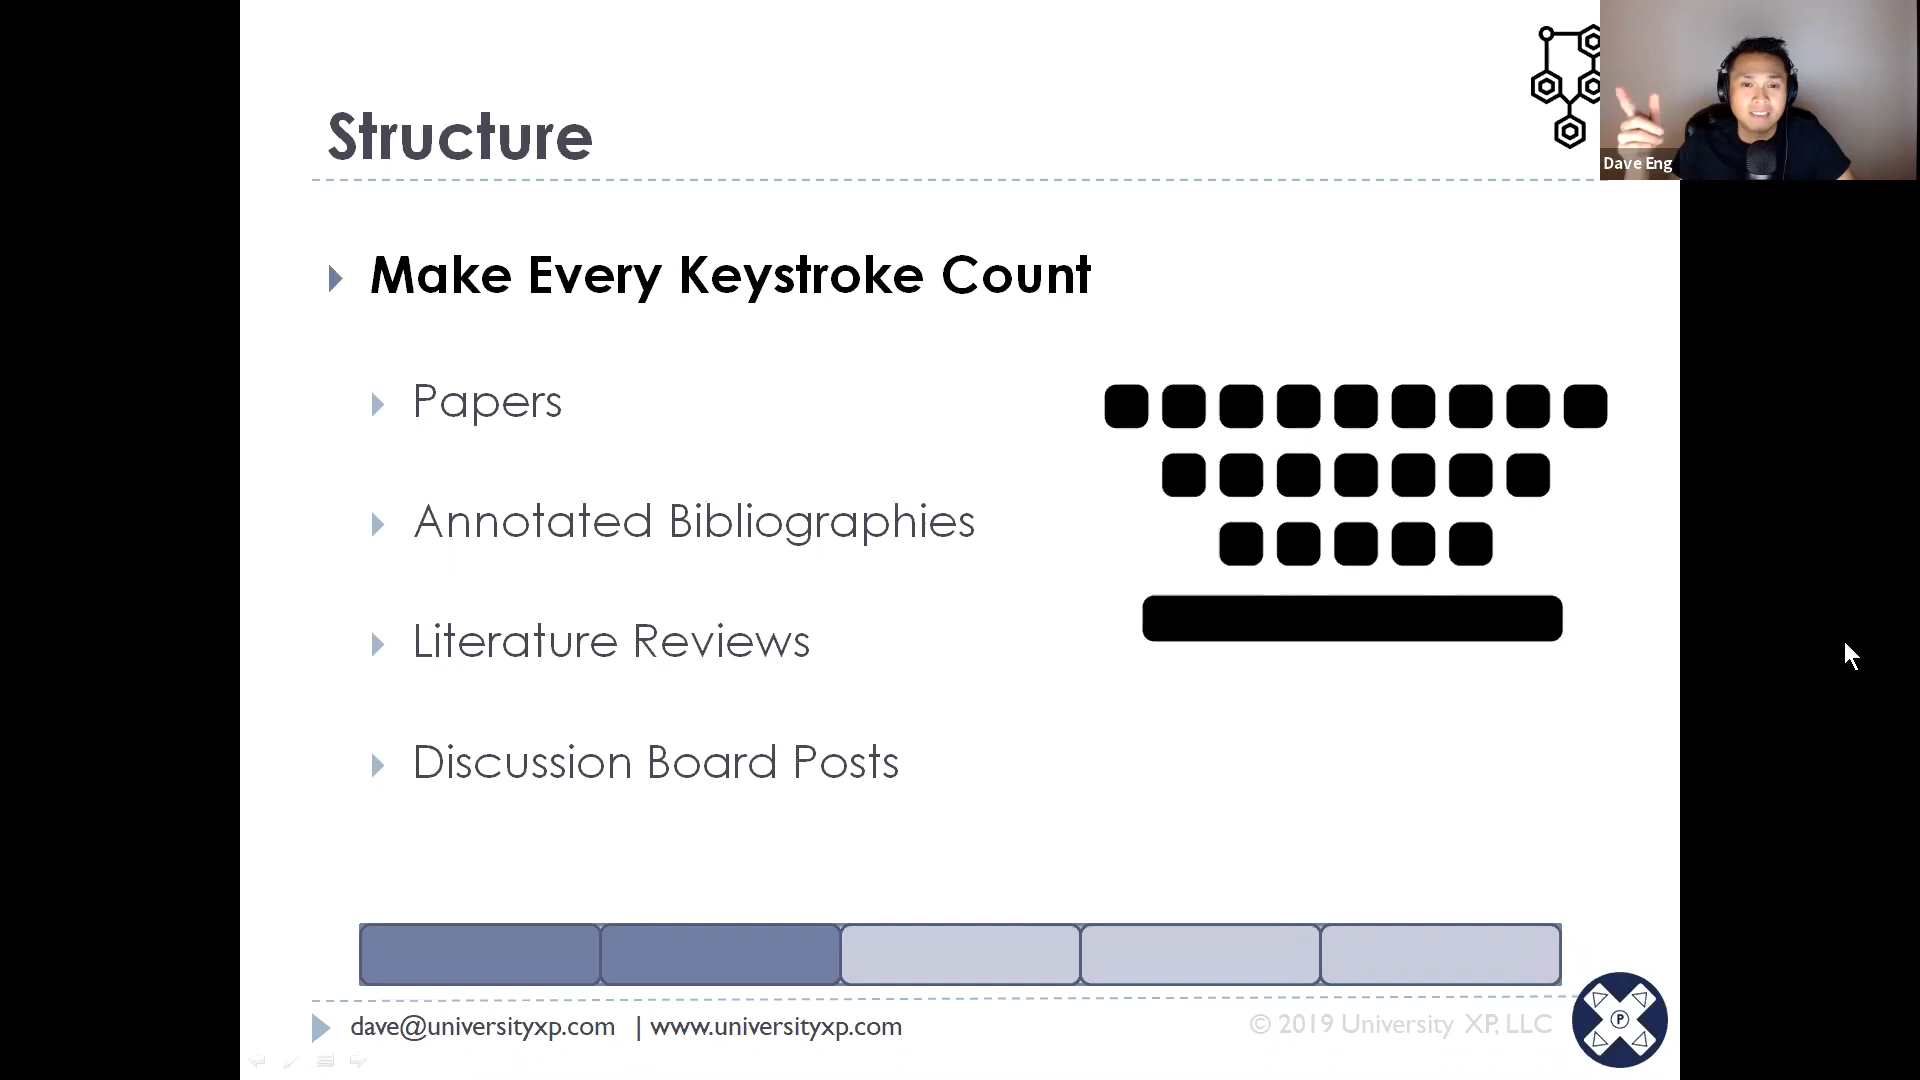 Structure
Dave Eng
Make Every Keystroke Count
Papers
Annotated Bibliographies
Literature Reviews
Discussion Board Posts
dave@universityxp.com | www.universityxp.com
© 2019 University XP, LLC
P